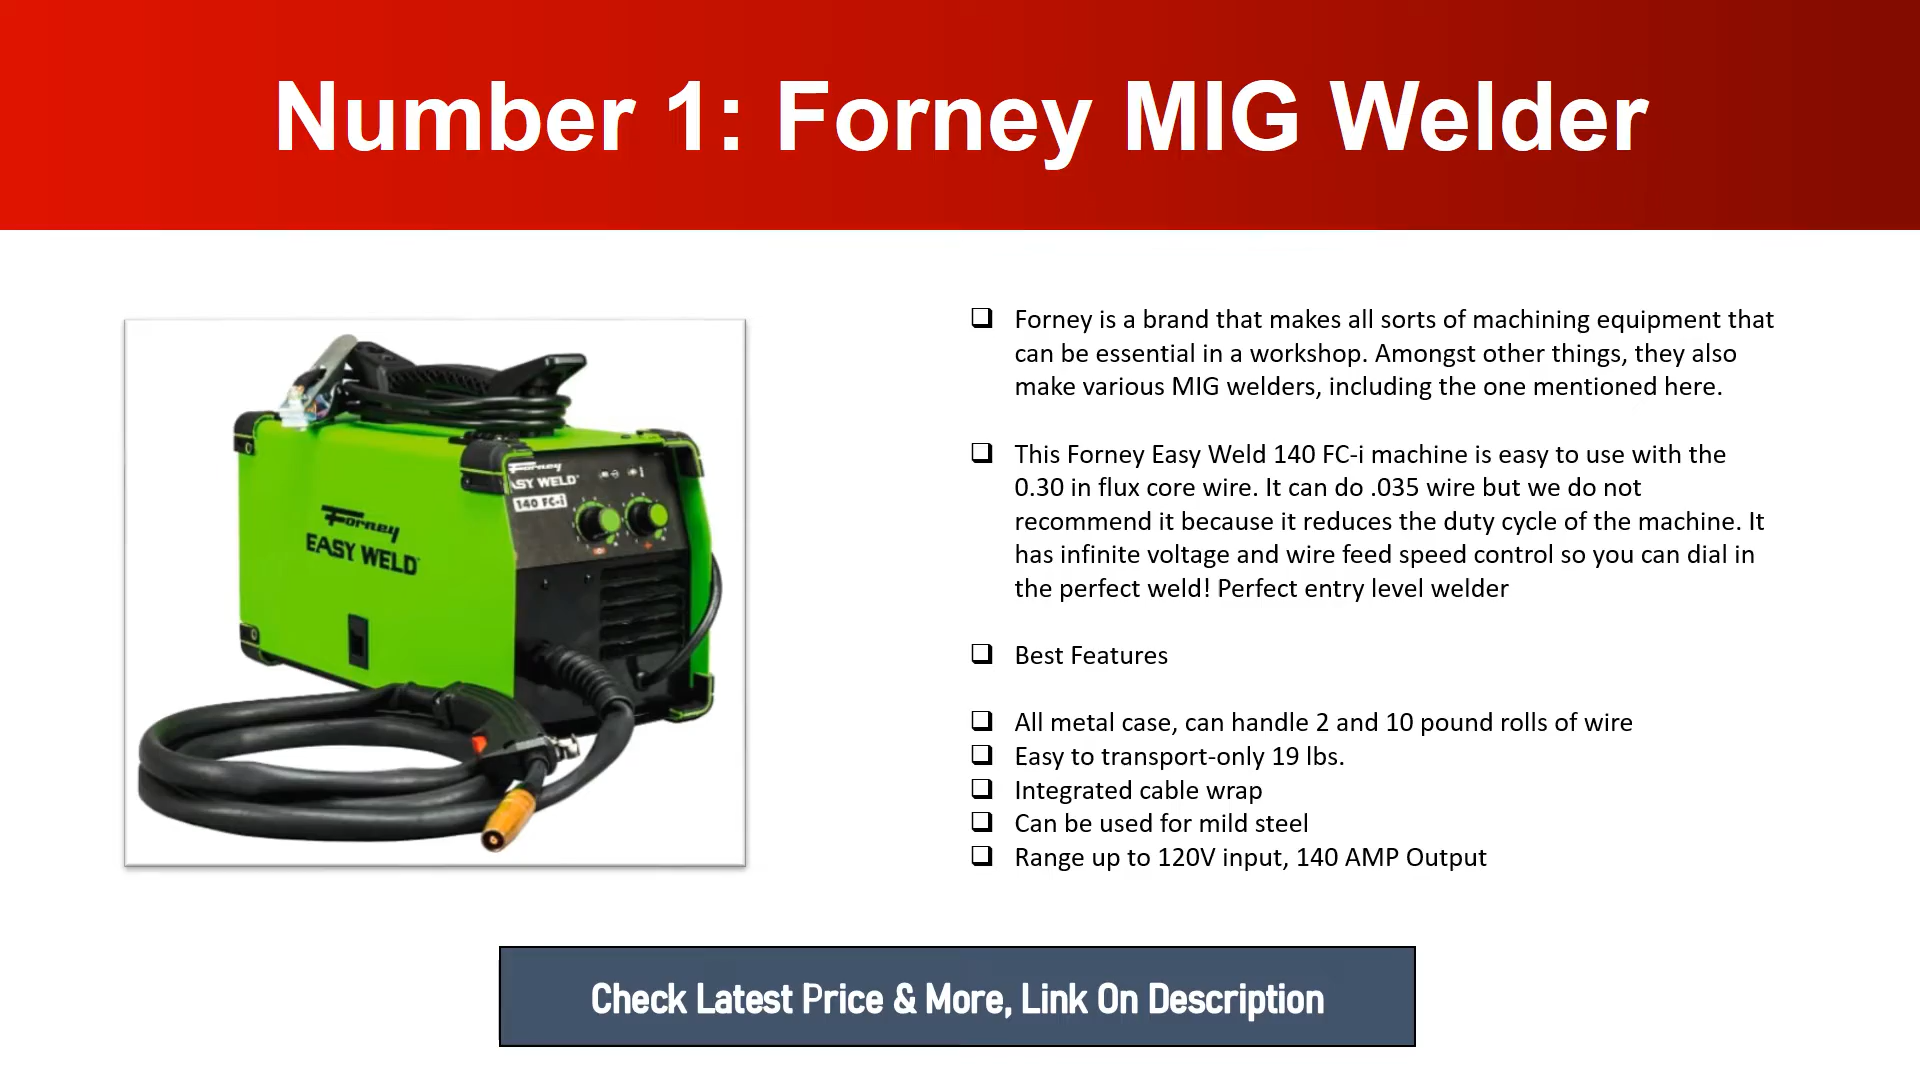 Number 1: Forney MIG Welder
Forney
EASY WELD
Forney
ASY WELD
140 FC-i
Forney is a brand that makes all sorts of machining equipment that
can be essential in a workshop. Amongst other things, they also
make various MIG welders, including the one mentioned here.
This Forney Easy Weld 140 FC-i machine is easy to use with the
0.30 in flux core wire. It can do .035 wire but we do not
recommend it because it reduces the duty cycle of the machine. It
has infinite voltage and wire feed speed control so you can dial in
the perfect weld! Perfect entry level welder
Best Features
All metal case, can handle 2 and 10 pound rolls of wire
Easy to transport-only 19 lbs.
Integrated cable wrap
Can be used for mild steel
Range up to 120V input, 140 AMP Output
Check Latest Price & More, Link On Description